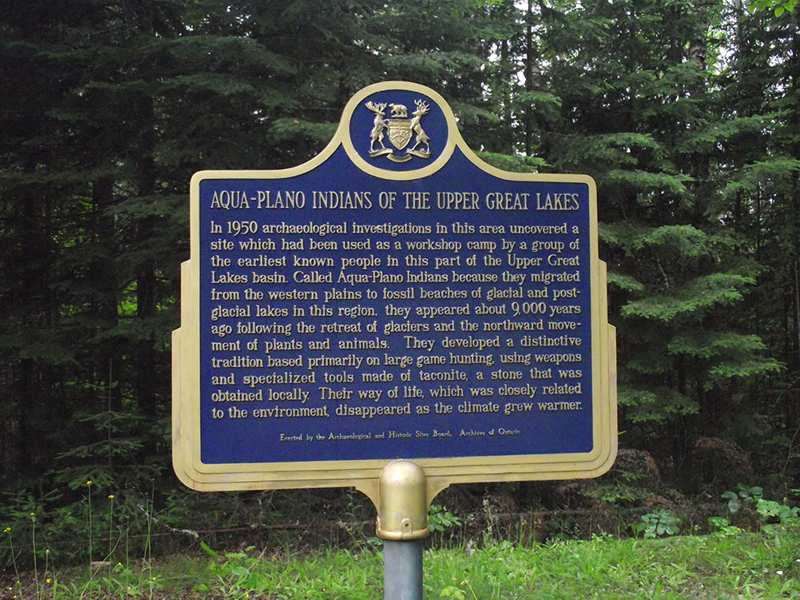 AQUA-PLANO INDIANS OF THE UPPER GREAT LAKES
In 1950 archaeological investigations in this area uncovered a
site which had been used as a workshop camp by a group of
the earliest known people in this part of the Upper Great
Lakes basin. Called Aqua-Plano Indians because they migrated
from the western plains to fossil beaches of glacial and post-
glacial lakes in this region, they appeared about 9,000 years
ago following the retreat of glaciers and the northward move-
ment of plants and animals. They developed a distinctive
tradition based primarily on large game hunting, using weapons
and specialized tools made of taconite, a stone that was
obtained locally. Their way of life, which was closely related
to the environment, disappeared as the climate grew warmer.
Erected by the Archaeological and Historic Sites Board, Archives of Ontario